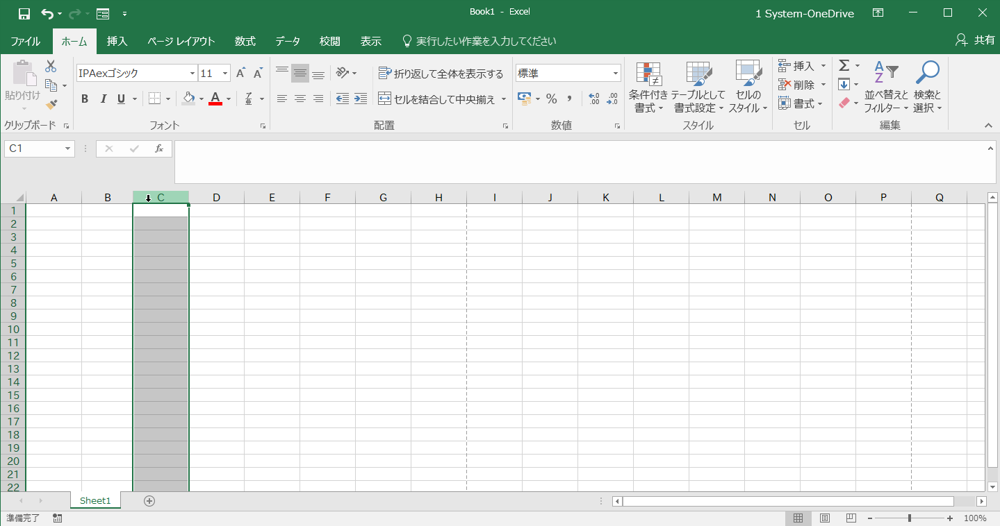 Book1 - Excel
1 System-OneDrive
ファイル ホーム 挿入 ページ レイアウト 数式 データ 校閲 表示 実行したい作業を入力してください 共有
貼り付け
クリップボード
IPAexゴシック 11
B I U
フォント
折り返して全体を表示する
セルを結合して中央揃え
配置
標準
%
数値
条件付き書式
テーブルとして書式設定
セルのスタイル
スタイル
挿入
削除
書式
セル
並べ替えとフィルター
検索と選択
編集
C1
fx
A B C D E F G H I J K L M N O P Q
1
2
3
4
5
6
7
8
9
10
11
12
13
14
15
16
17
18
19
20
21
22
Sheet1
準備完了
100%